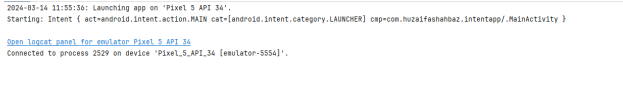 2024-03-14 11:55:36: Launching app on 'Pixel 5 API 34'.
Starting: Intent { act=android.intent.action.MAIN cat=[android.intent.category.LAUNCHER] cmp=com.huzaifashahbaz.intentapp/.MainActivity }
Open logcat panel for emulator Pixel 5 API 34
Connected to process 2529 on device 'Pixel_5_API_34 [emulator-5554]'.